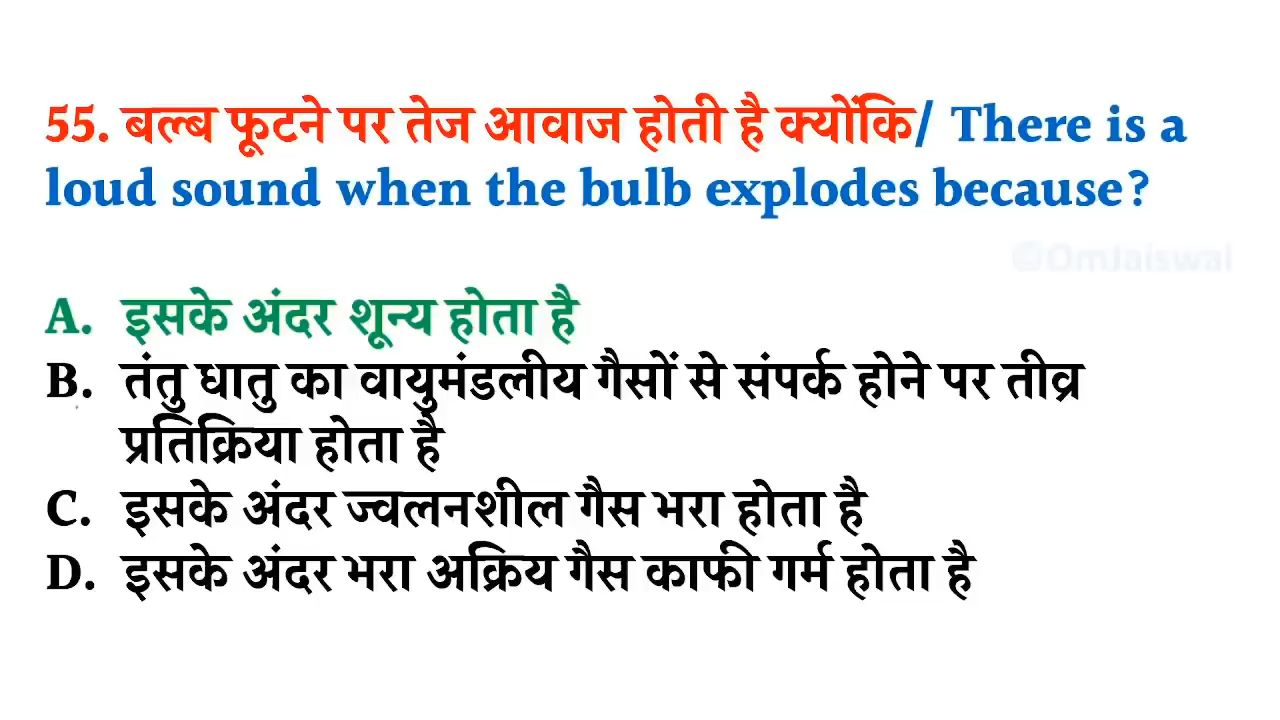 55. बल्ब फूटने पर तेज आवाज होती है क्योंकि/ There is a
loud sound when the bulb explodes because?
©OmJaiswal
A. इसके अंदर शून्य होता है
B. तंतु धातु का वायुमंडलीय गैसों से संपर्क होने पर तीव्र
प्रतिक्रिया होता है
C. इसके अंदर ज्वलनशील गैस भरा होता है
D. इसके अंदर भरा अक्रिय गैस काफी गर्म होता है